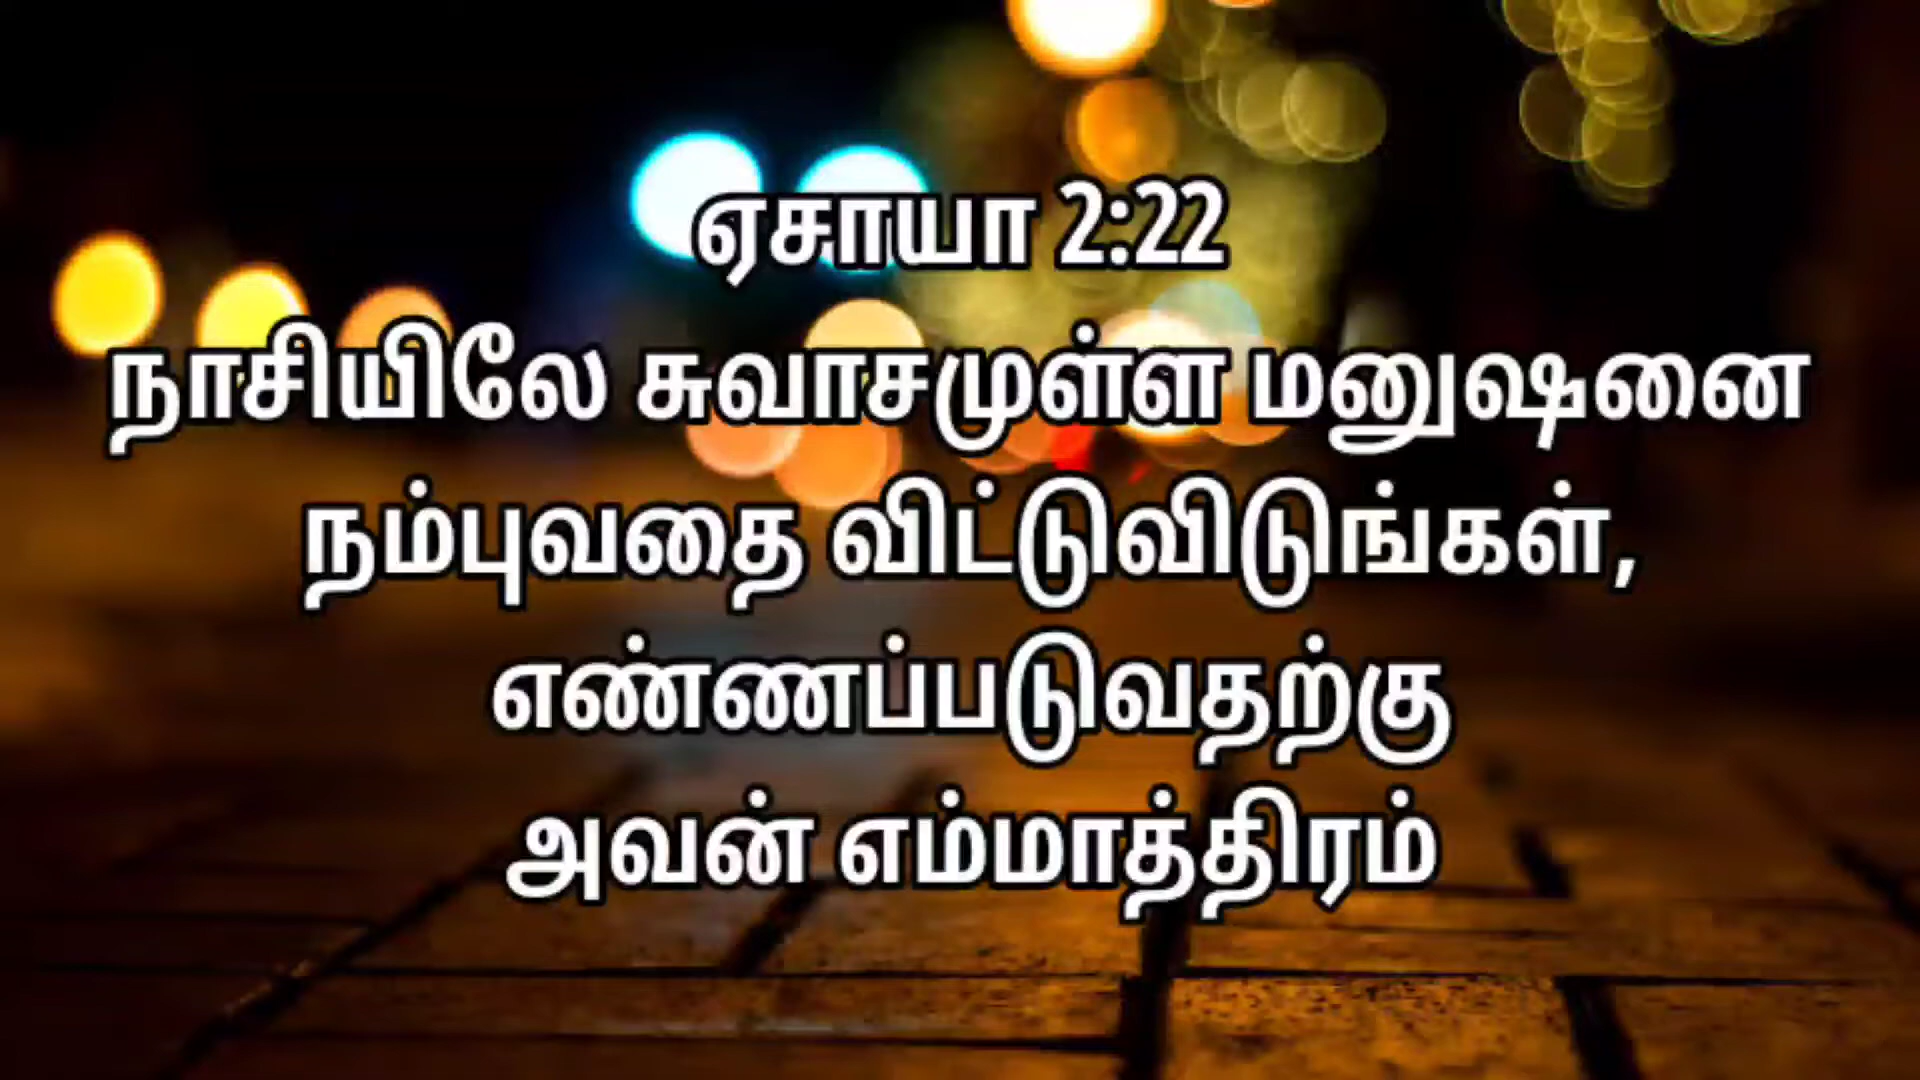 ஏசாயா 2:22
நாசியிலே சுவாசமுள்ள மனுஷனை
நம்புவதை விட்டுவிடுங்கள்,
எண்ணப்படுவதற்கு
அவன் எம்மாத்திரம்